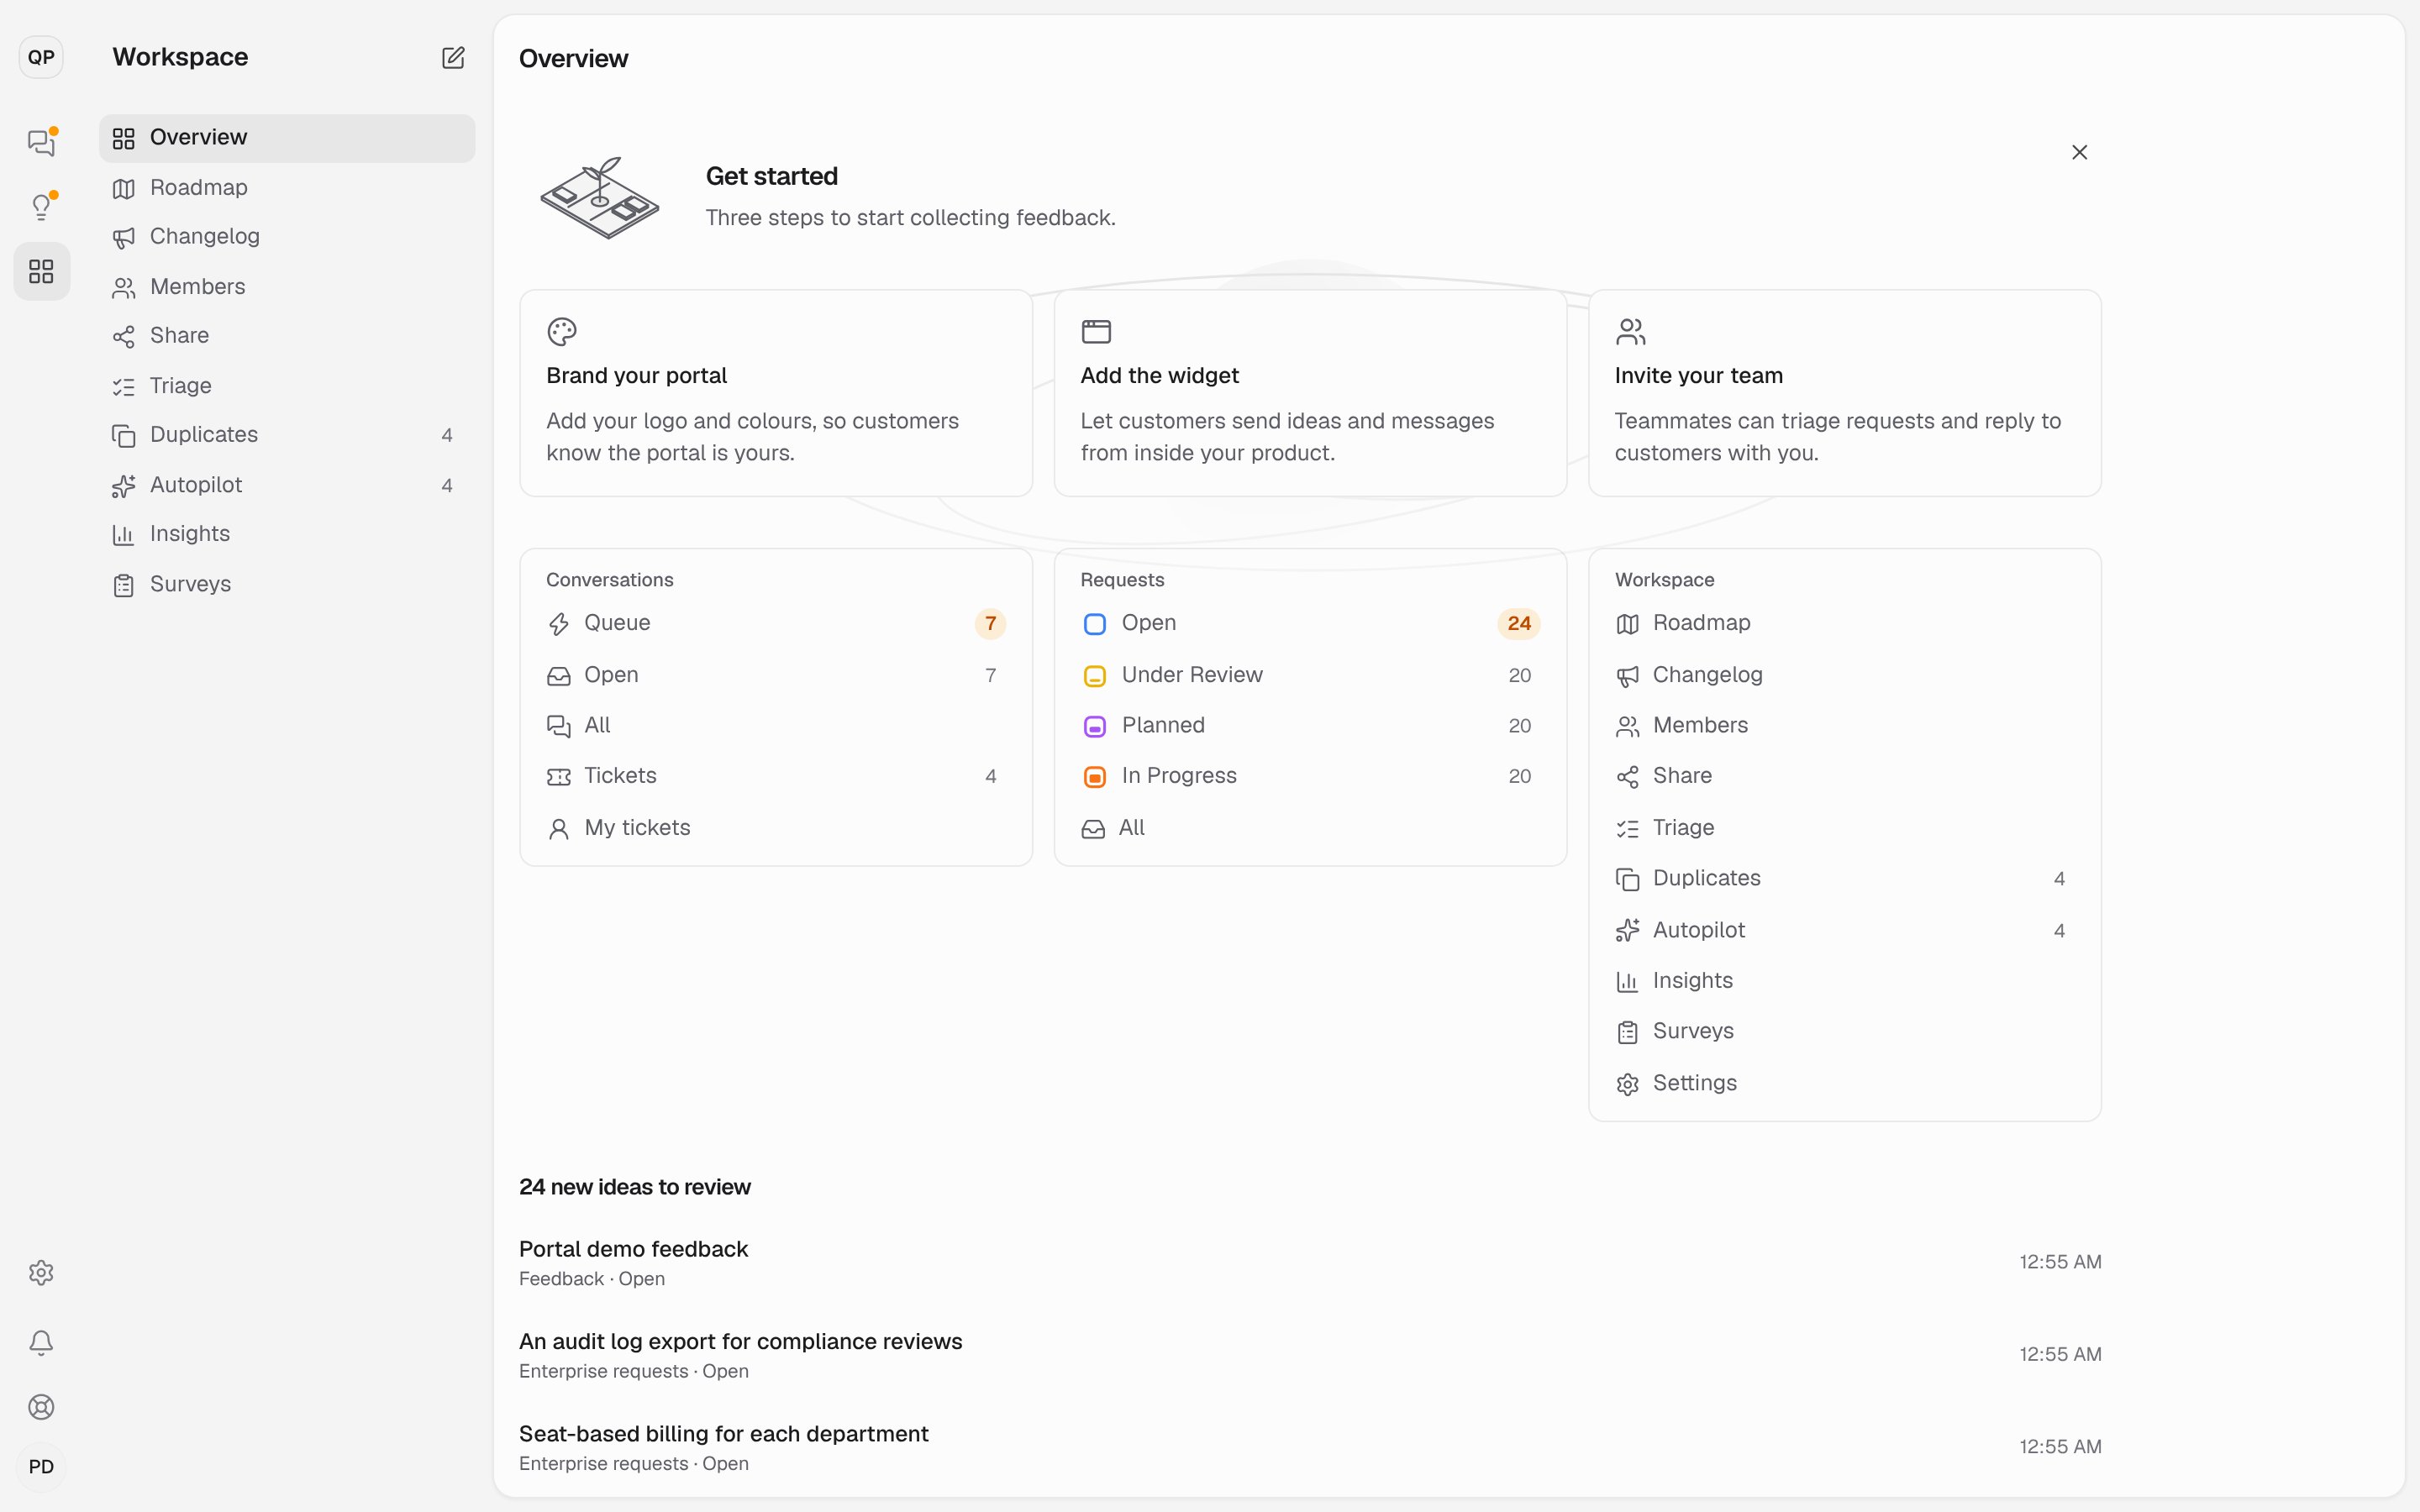 QP
Workspace
Overview
Roadmap
Changelog
Members
Share
Triage
Duplicates 4
Autopilot 4
Insights
Surveys
PD
Overview
Get started
Three steps to start collecting feedback.
Brand your portal
Add your logo and colours, so customers
know the portal is yours.
Add the widget
Let customers send ideas and messages
from inside your product.
Invite your team
Teammates can triage requests and reply to
customers with you.
Conversations
Queue 7
Open 7
All
Tickets 4
My tickets
Requests
Open 24
Under Review 20
Planned 20
In Progress 20
All
Workspace
Roadmap
Changelog
Members
Share
Triage
Duplicates 4
Autopilot 4
Insights
Surveys
Settings
24 new ideas to review
Portal demo feedback
Feedback · Open
12:55 AM
An audit log export for compliance reviews
Enterprise requests · Open
12:55 AM
Seat-based billing for each department
Enterprise requests · Open
12:55 AM